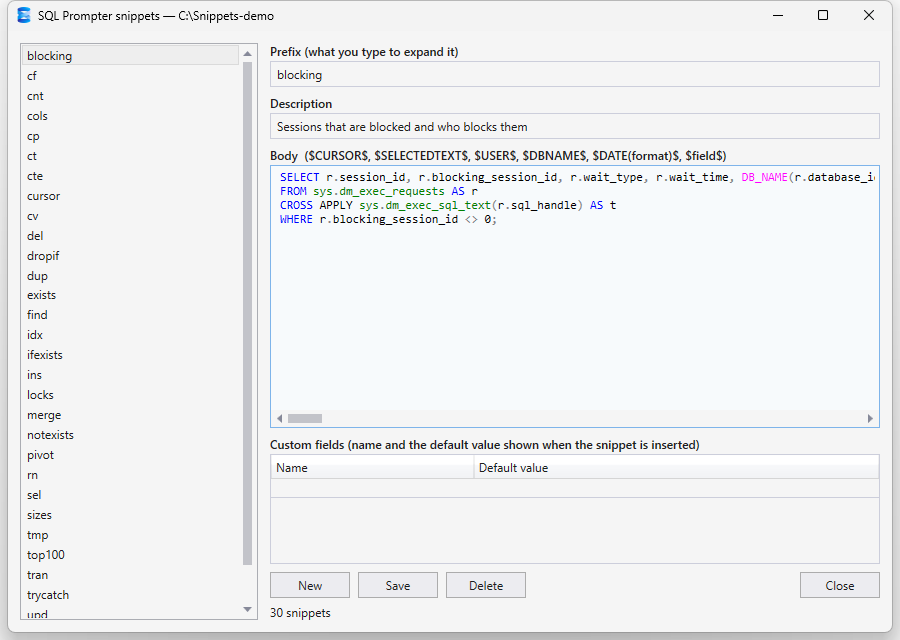 SQL Prompter snippets — C:\Snippets-demo
blocking
cf
cnt
cols
cp
ct
cte
cursor
cv
del
dropif
dup
exists
find
idx
ifexists
ins
locks
merge
notexists
pivot
rn
sel
sizes
tmp
top100
tran
trycatch
upd
Prefix (what you type to expand it)
blocking
Description
Sessions that are blocked and who blocks them
Body ($CURSOR$, $SELECTEDTEXT$, $USER$, $DBNAME$, $DATE(format)$, $field$)
SELECT r.session_id, r.blocking_session_id, r.wait_type, r.wait_time, DB_NAME(r.database_i
FROM sys.dm_exec_requests AS r
CROSS APPLY sys.dm_exec_sql_text(r.sql_handle) AS t
WHERE r.blocking_session_id <> 0;
Custom fields (name and the default value shown when the snippet is inserted)
Name Default value
New Save Delete Close
30 snippets